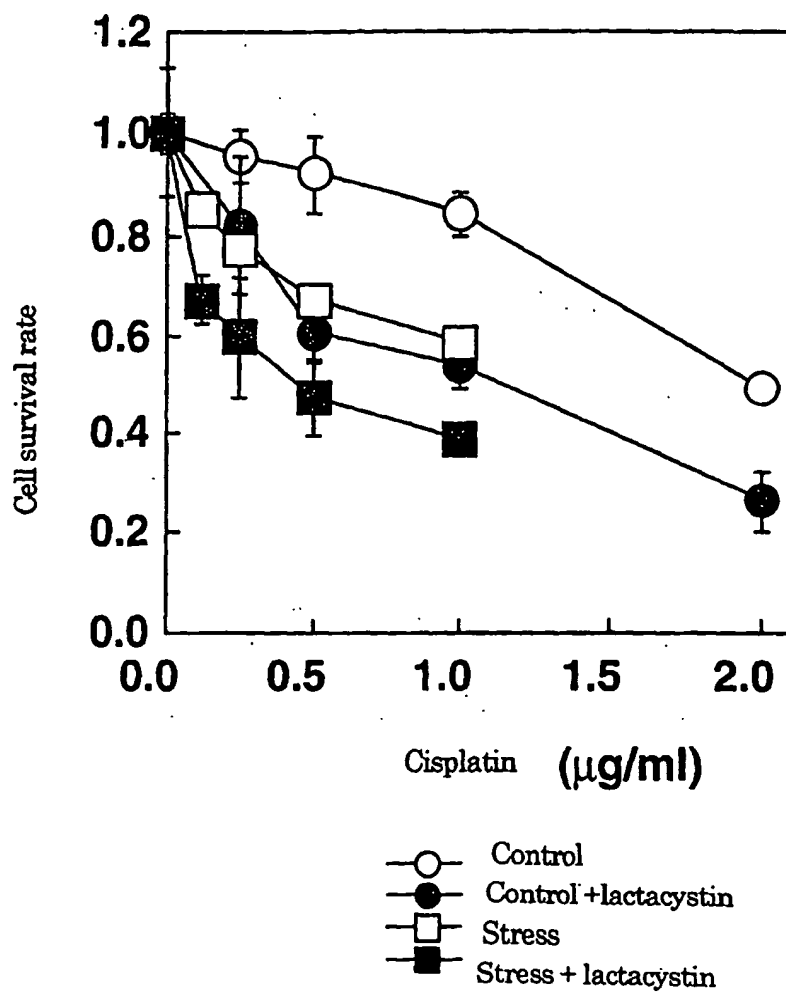 1.2
1.0
0.8
0.6
0.4
0.2
0.0
Cell survival rate
0.0 0.5 1.0 1.5 2.0
Cisplatin (μg/ml)
Control
Control+lactacystin
Stress
Stress + lactacystin